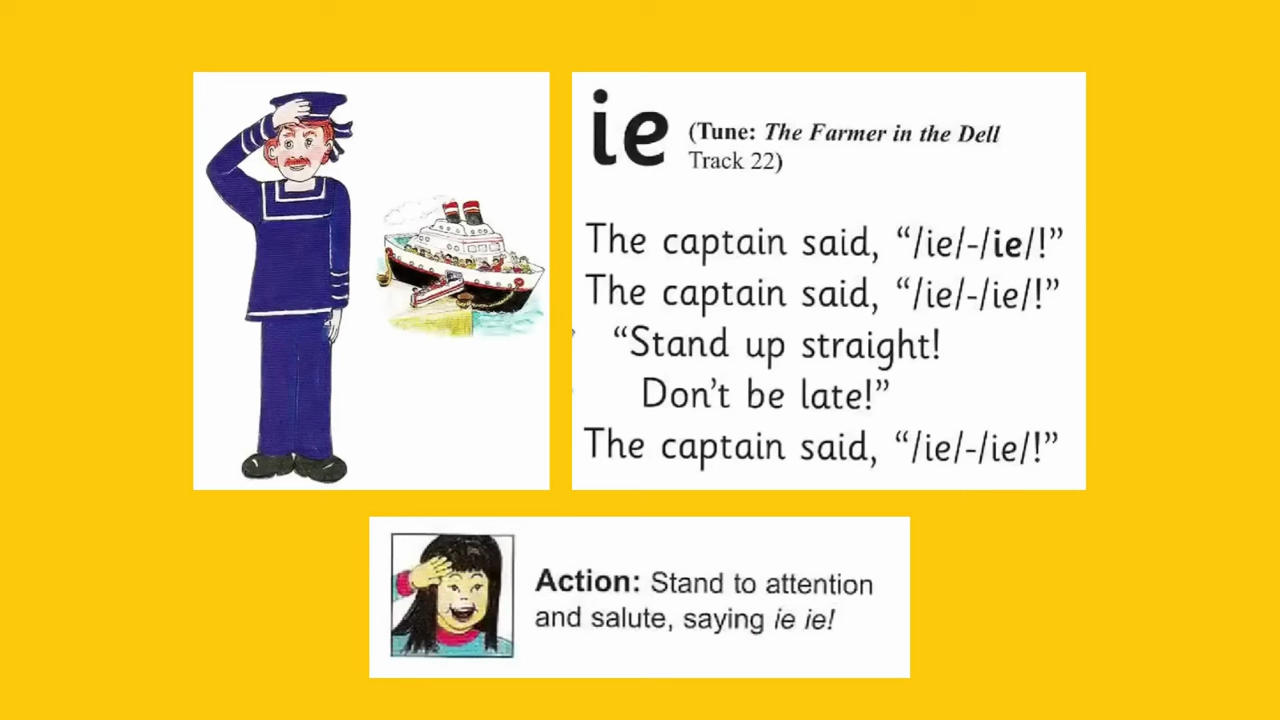 ie (Tune: The Farmer in the Dell
Track 22)
The captain said, “/ie/-/ie/!”
The captain said, “/ie/-/ie/!”
“Stand up straight!
Don’t be late!”
The captain said, “/ie/-/ie/!”
Action: Stand to attention
and salute, saying ie ie!